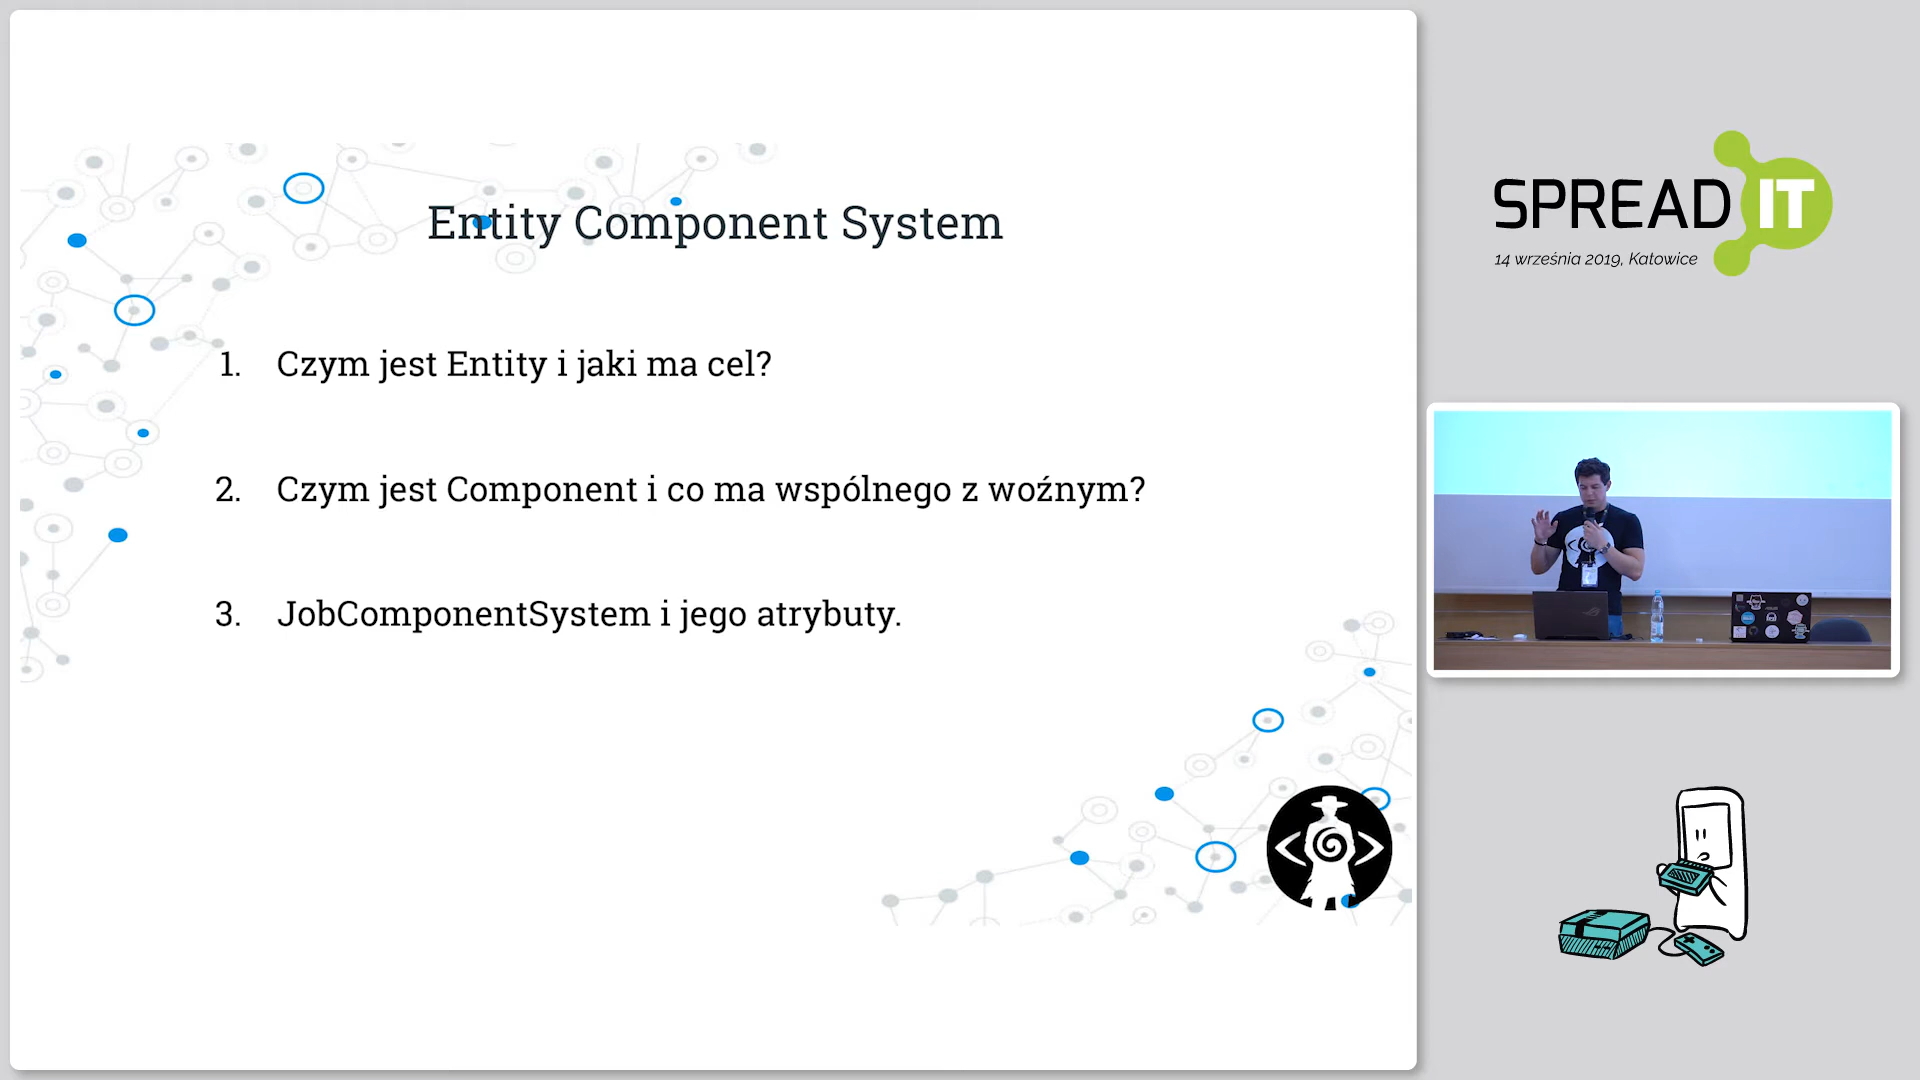 Entity Component System
1. Czym jest Entity i jaki ma cel?
2. Czym jest Component i co ma wspólnego z woźnym?
3. JobComponentSystem i jego atrybuty.
SPREAD IT
14 września 2019, Katowice